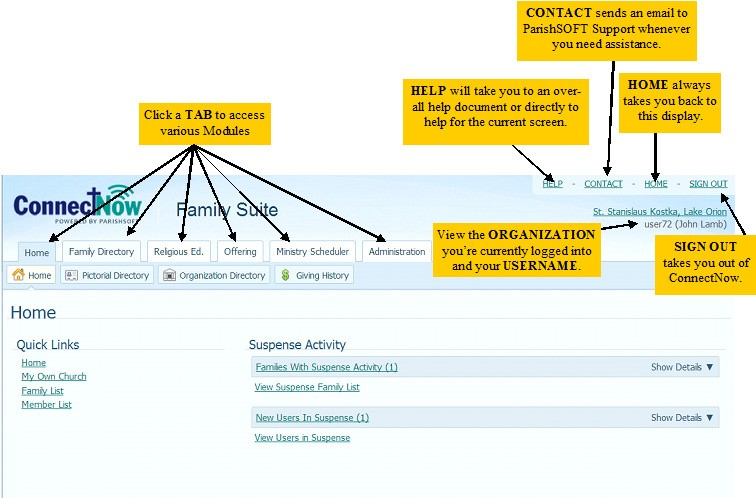 CONTACT sends an email to
ParishSOFT Support whenever
you need assistance.
HELP will take you to an over-
all help document or directly to
help for the current screen.
HOME always
takes you back to
this display.
Click a TAB to access
various Modules
HELP - CONTACT - HOME - SIGN OUT
ConnectNow
POWERED BY PARISHSOFT
Family Suite
St. Stanislaus Kostka, Lake Orion
user72 (John Lamb)
View the ORGANIZATION
you're currently logged into
and your USERNAME.
SIGN OUT
takes you out of
ConnectNow.
Home Family Directory Religious Ed. Offering Ministry Scheduler Administration
Home Pictorial Directory Organization Directory Giving History
Home
Quick Links
Home
My Own Church
Family List
Member List
Suspense Activity
Families With Suspense Activity (1) Show Details ▼
View Suspense Family List
New Users In Suspense (1) Show Details ▼
View Users in Suspense